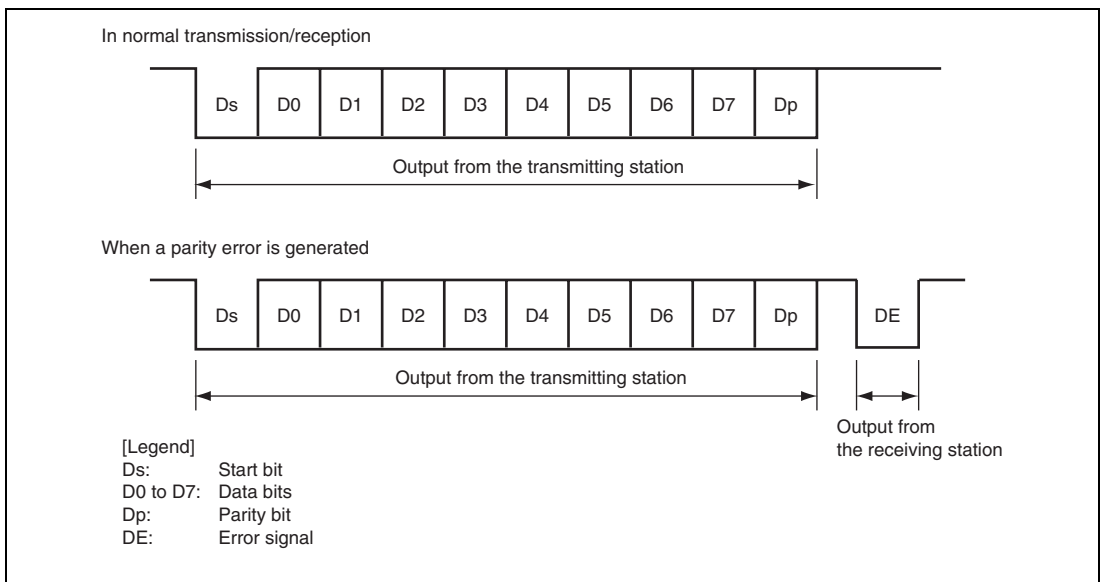 In normal transmission/reception
Ds D0 D1 D2 D3 D4 D5 D6 D7 Dp
Output from the transmitting station
When a parity error is generated
Ds D0 D1 D2 D3 D4 D5 D6 D7 Dp DE
Output from the transmitting station
Output from
the receiving station
[Legend]
Ds: Start bit
D0 to D7: Data bits
Dp: Parity bit
DE: Error signal